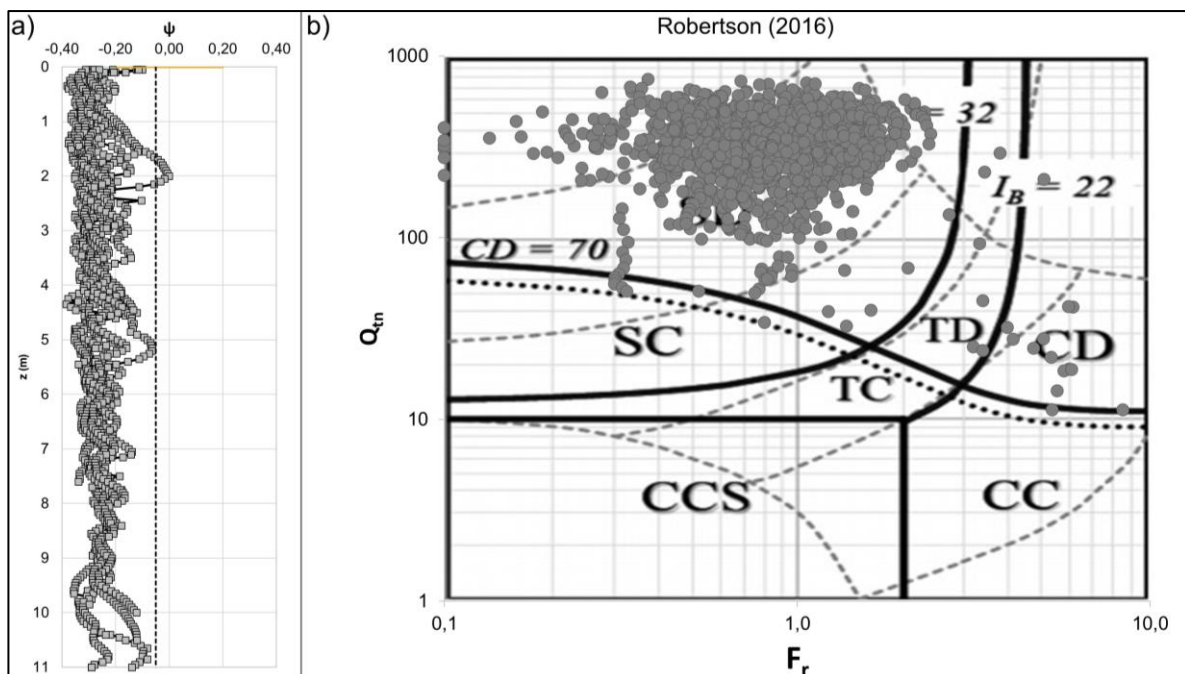 a)
ψ
-0,40 -0,20 0,00 0,20 0,40
0
1
2
3
4
5
6
7
8
9
10
11
z (m)
b)
Robertson (2016)
1000
100
10
1
Qtn
= 32
I_B = 22
CD = 70
SC
TD
CD
TC
CCS
CC
0,1 1,0 10,0
Fr